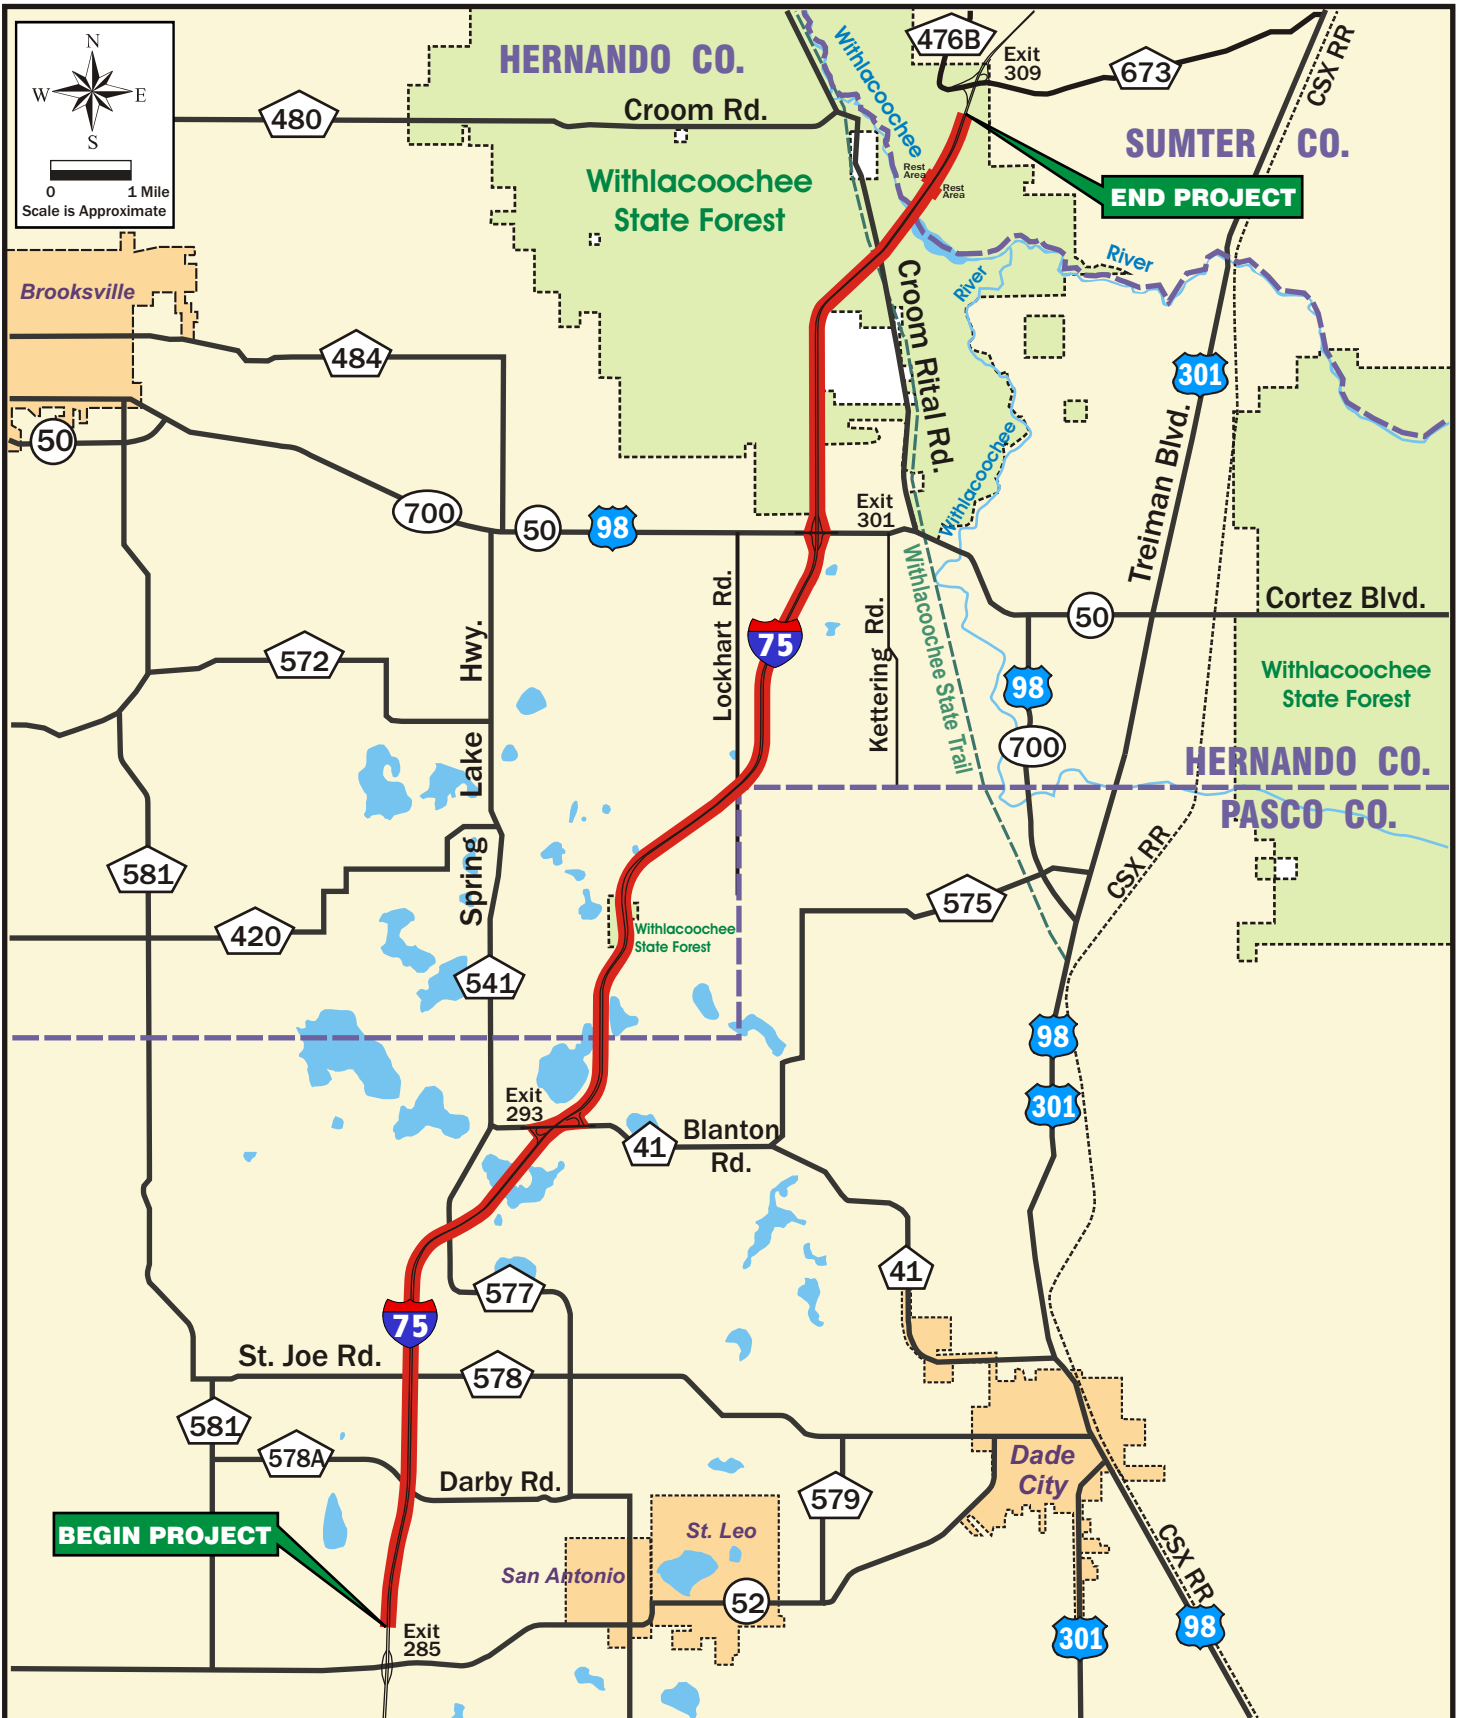 N
W
E
S
0
1 Mile
Scale is Approximate
HERNANDO CO.
476B
Exit
309
673
CSX RR
480
Croom Rd.
Withlacoochee
SUMTER CO.
Withlacoochee
State Forest
Rest
Area
Rest
Area
END PROJECT
Brooksville
River
River
484
Croom Rital Rd.
301
50
Treiman Blvd.
700
50
98
Exit
301
Withlacoochee
Cortez Blvd.
50
Lockhart Rd.
75
Kettering Rd.
Withlacoochee State Trail
572
Spring Lake Hwy.
98
Withlacoochee
State Forest
700
HERNANDO CO.
PASCO CO.
581
CSX RR
575
420
Withlacoochee
State Forest
541
98
301
Exit
293
41
Blanton
Rd.
41
577
75
St. Joe Rd.
578
581
578A
Darby Rd.
579
Dade
City
BEGIN PROJECT
St. Leo
San Antonio
52
CSX RR
Exit
285
301
98